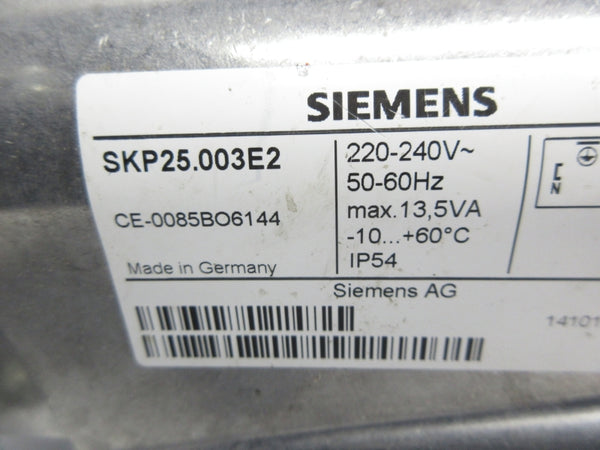 SIEMENS
SKP25.003E2
CE-0085BO6144
Made in Germany
220-240V~
50-60Hz
max.13,5VA
-10...+60°C
IP54
N
Siemens AG
14101